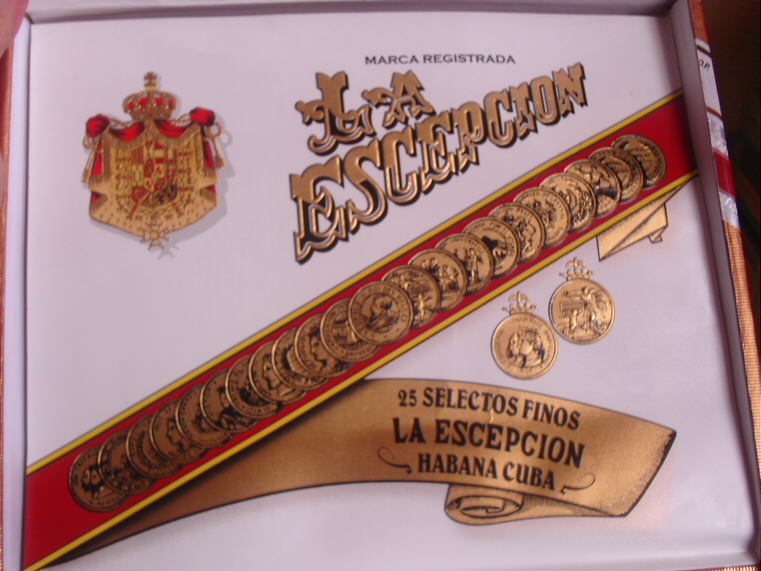 MARCA REGISTRADA
LA
ESCEPCION
25 SELECTOS FINOS
LA ESCEPCION
HABANA CUBA